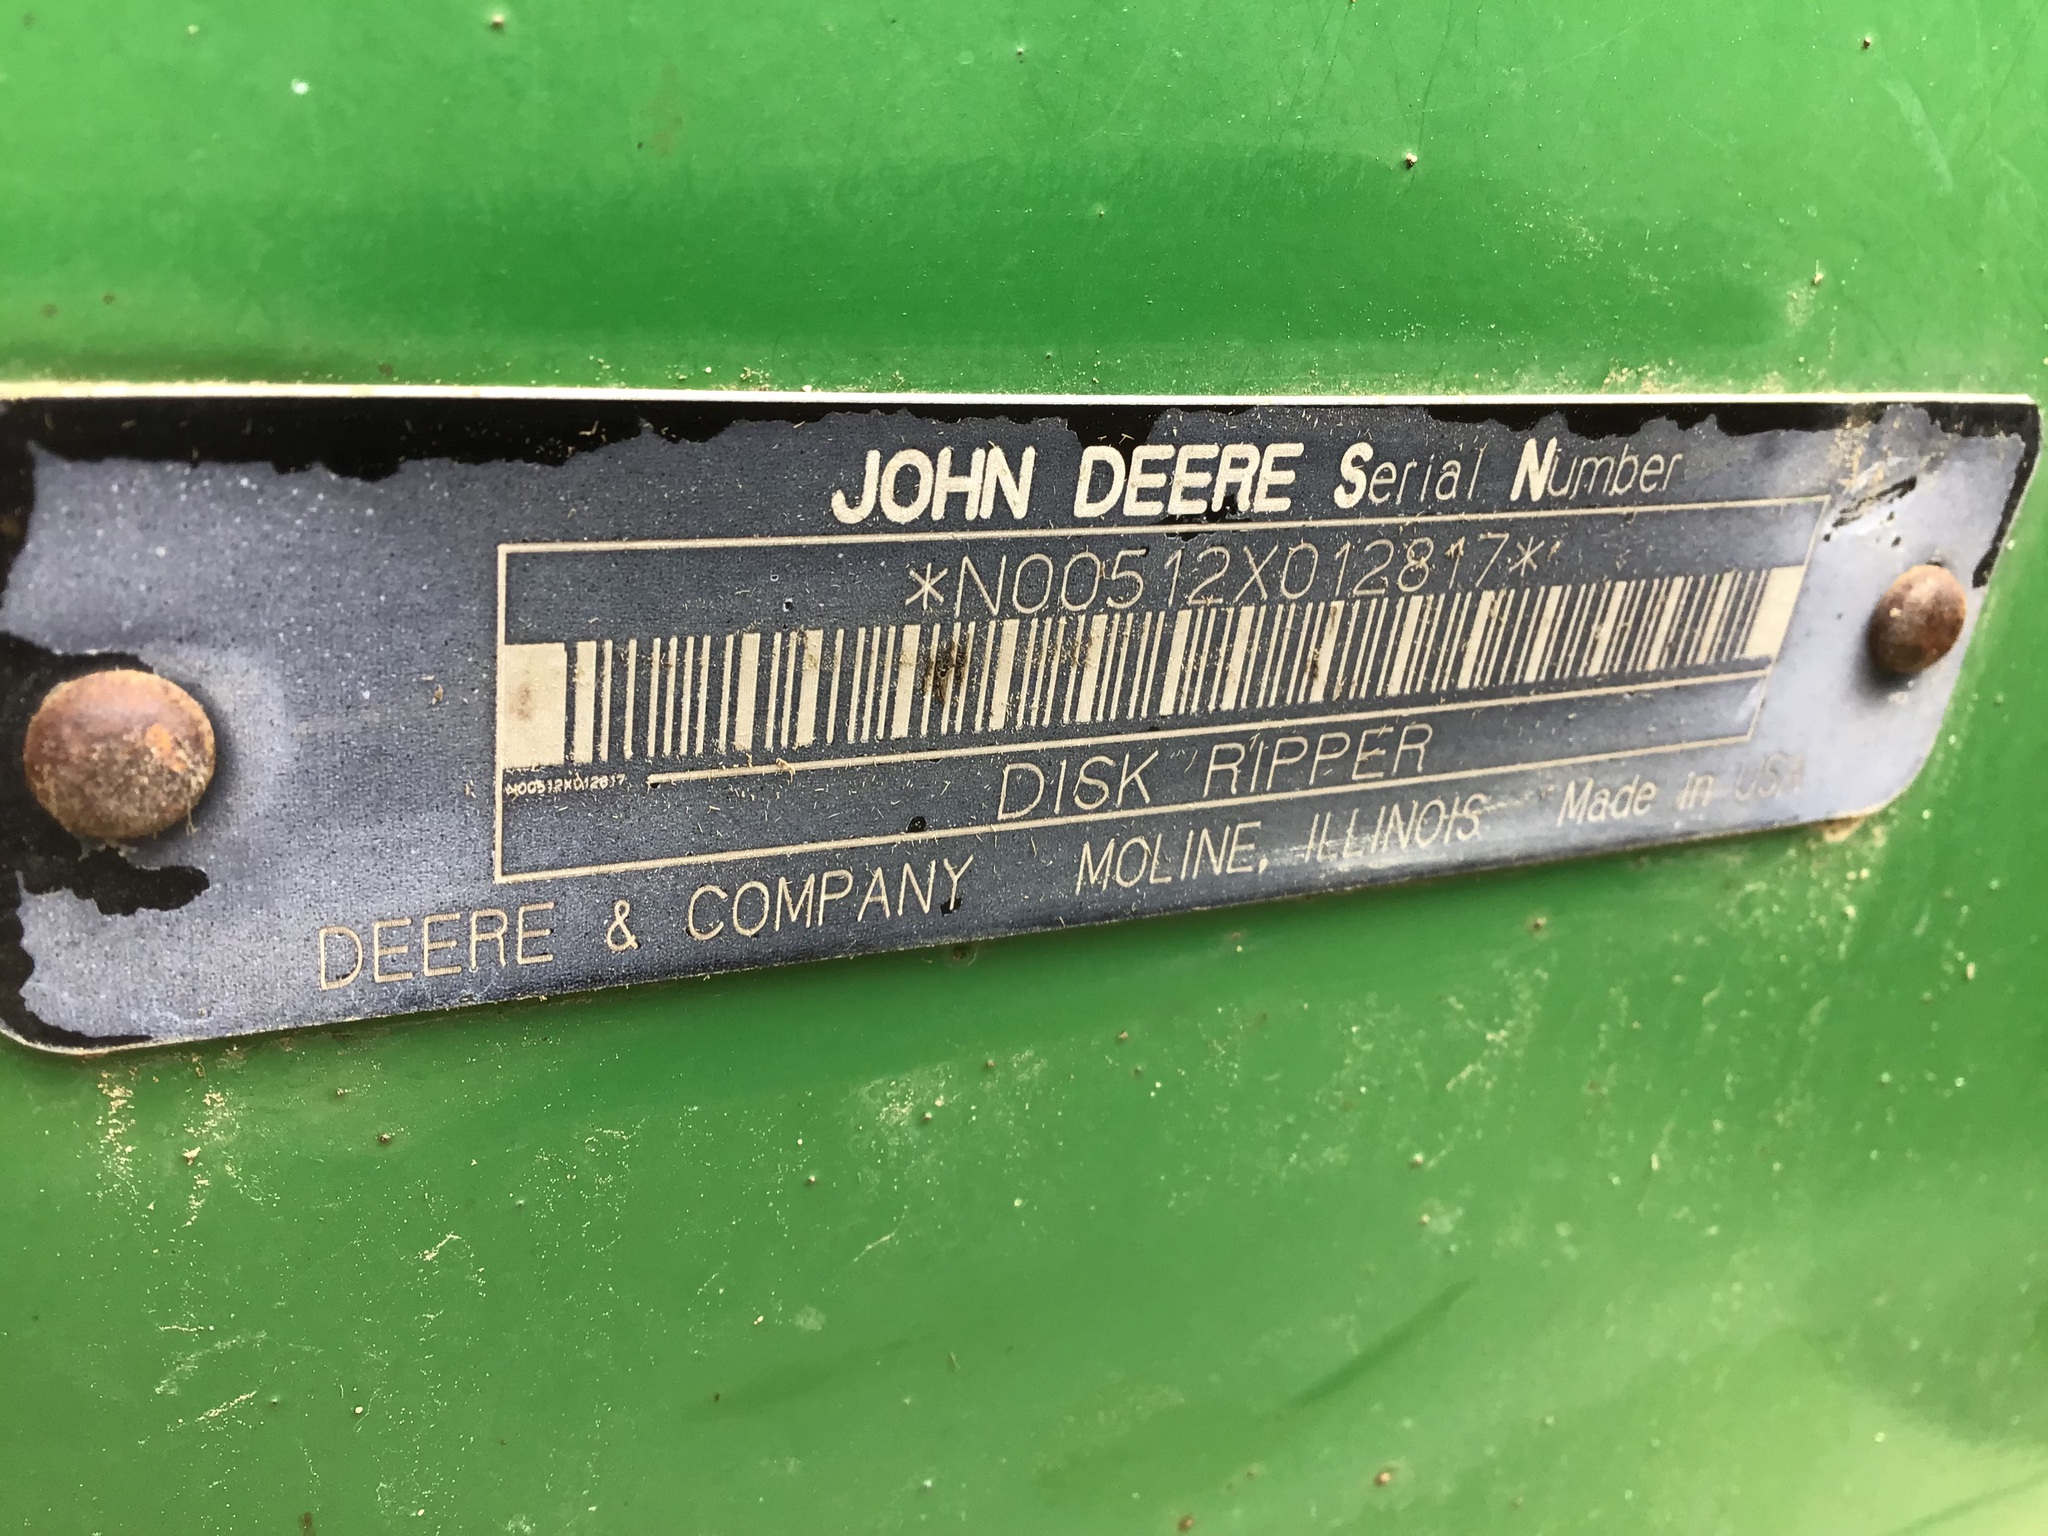 JOHN DEERE Serial Number
*N00512X012817*
N00512X012817
DISK RIPPER
DEERE & COMPANY MOLINE, ILLINOIS Made in USA